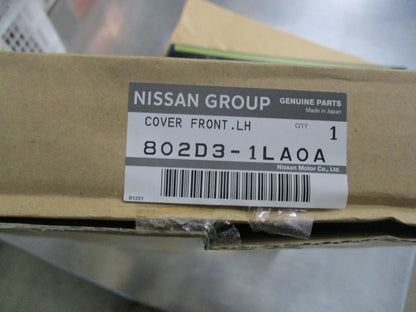 NISSAN GROUP GENUINE PARTS
Made in Japan
COVER FRONT.LH QTY 1
802D3-1LA0A
Nissan Motor Co., Ltd.
B1201